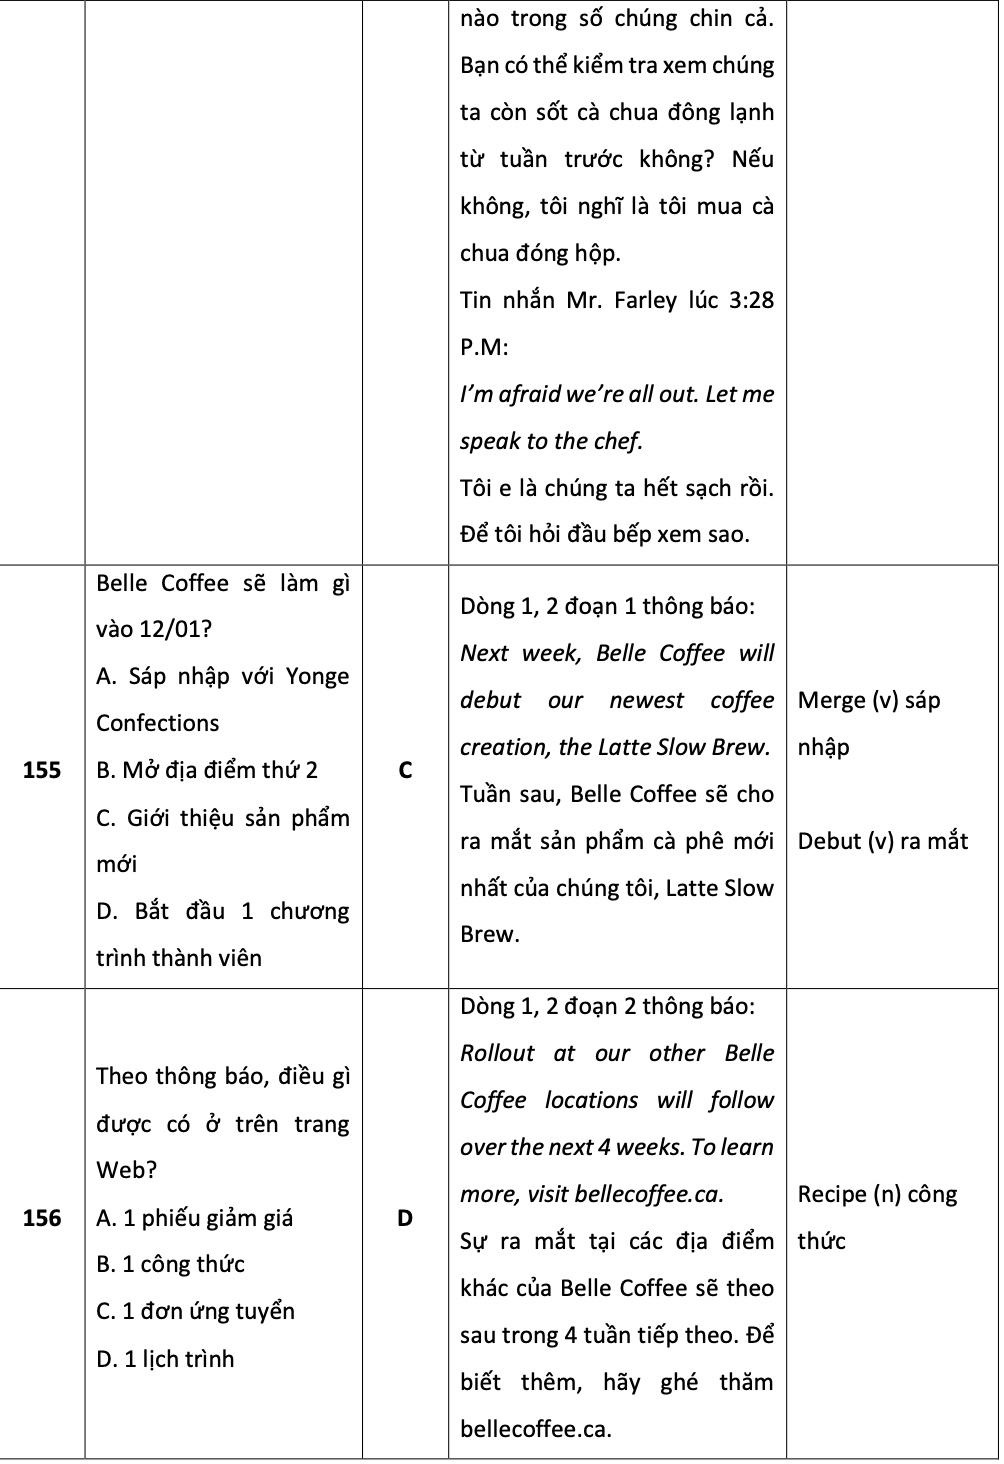 nào trong số chúng chin cả.
Bạn có thể kiểm tra xem chúng
ta còn sốt cà chua đông lạnh
từ tuần trước không? Nếu
không, tôi nghĩ là tôi mua cà
chua đóng hộp.
Tin nhắn Mr. Farley lúc 3:28
P.M:
I’m afraid we’re all out. Let me
speak to the chef.
Tôi e là chúng ta hết sạch rồi.
Để tôi hỏi đầu bếp xem sao.
155
Belle Coffee sẽ làm gì
vào 12/01?
A. Sáp nhập với Yonge
Confections
B. Mở địa điểm thứ 2
C. Giới thiệu sản phẩm
mới
D. Bắt đầu 1 chương
trình thành viên
C
Dòng 1, 2 đoạn 1 thông báo:
Next week, Belle Coffee will
debut our newest coffee
creation, the Latte Slow Brew.
Tuần sau, Belle Coffee sẽ cho
ra mắt sản phẩm cà phê mới
nhất của chúng tôi, Latte Slow
Brew.
Merge (v) sáp
nhập
Debut (v) ra mắt
156
Theo thông báo, điều gì
được có ở trên trang
Web?
A. 1 phiếu giảm giá
B. 1 công thức
C. 1 đơn ứng tuyển
D. 1 lịch trình
D
Dòng 1, 2 đoạn 2 thông báo:
Rollout at our other Belle
Coffee locations will follow
over the next 4 weeks. To learn
more, visit bellecoffee.ca.
Sự ra mắt tại các địa điểm
khác của Belle Coffee sẽ theo
sau trong 4 tuần tiếp theo. Để
biết thêm, hãy ghé thăm
bellecoffee.ca.
Recipe (n) công
thức